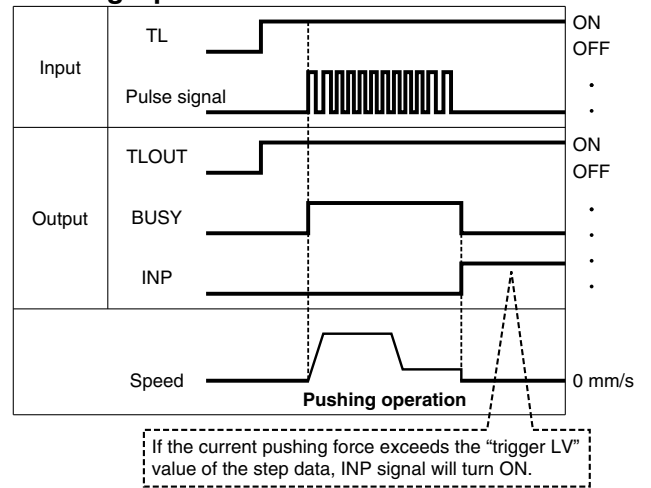 TL
ON
OFF
Input
Pulse signal
TLOUT
ON
OFF
Output
BUSY
INP
Speed
0 mm/s
Pushing operation
If the current pushing force exceeds the “trigger LV”
value of the step data, INP signal will turn ON.